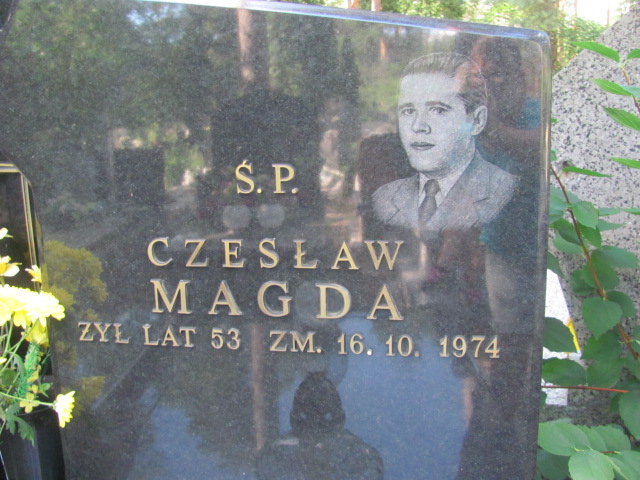 Ś.P.
CZESŁAW
MAGDA
ŻYŁ LAT 53 ZM. 16.10.1974